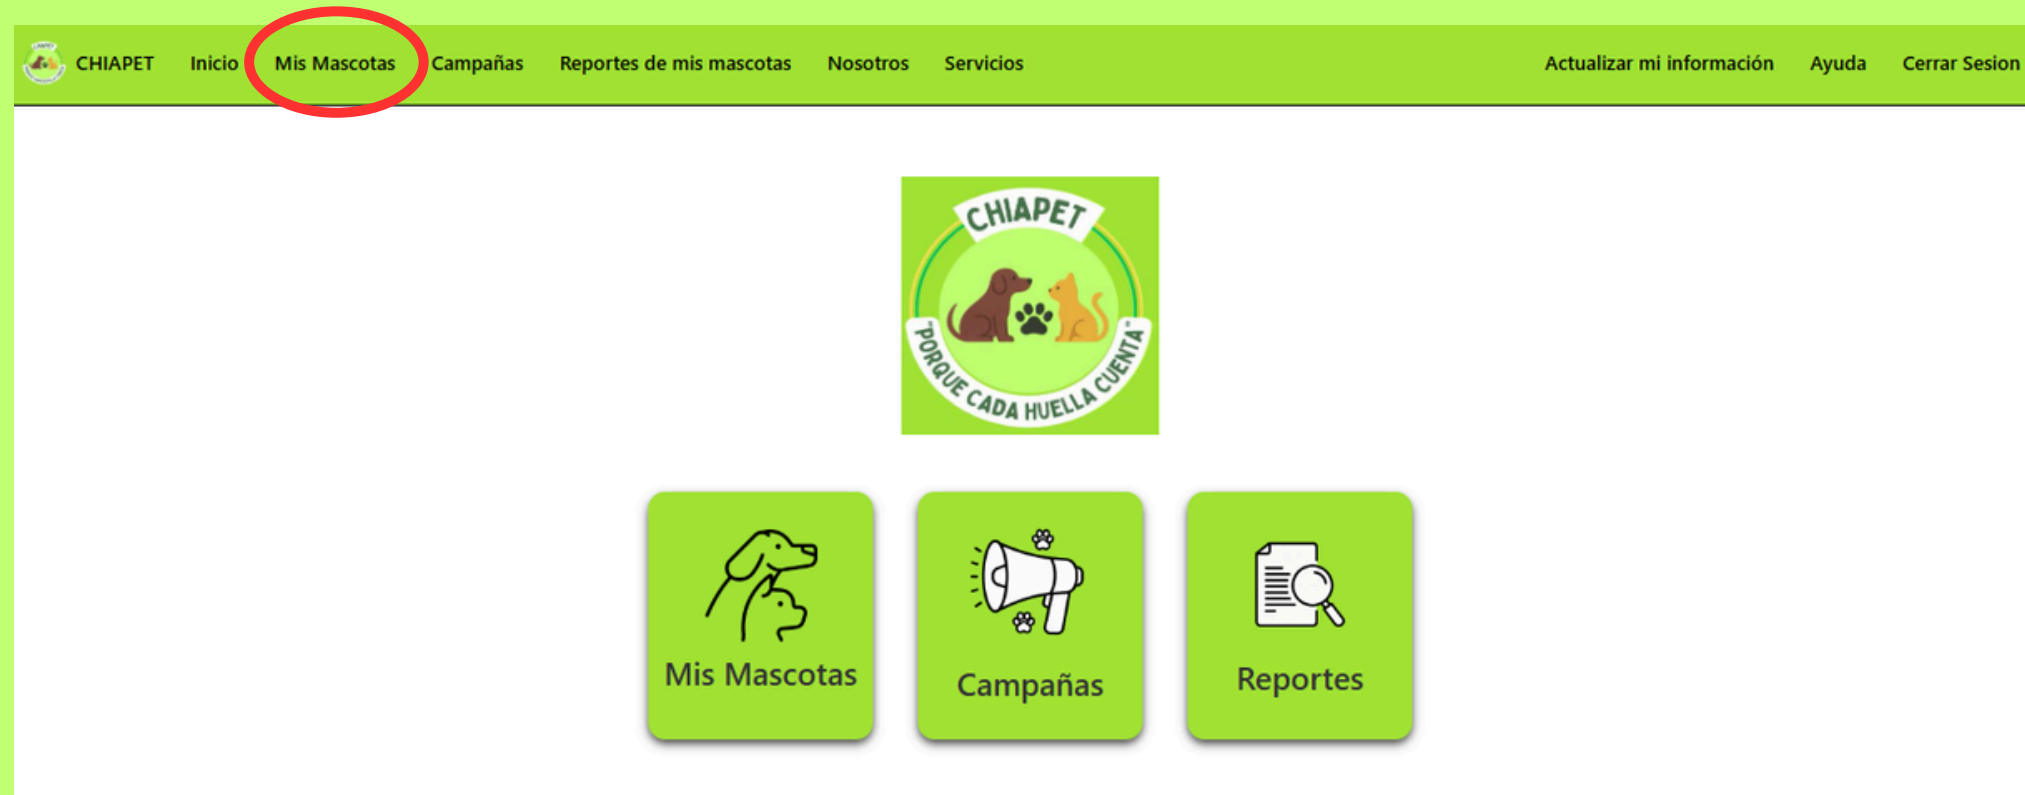 CHIAPET Inicio Mis Mascotas Campañas Reportes de mis mascotas Nosotros Servicios Actualizar mi información Ayuda Cerrar Sesion
CHIAPET
"PORQUE CADA HUELLA CUENTA"
Mis Mascotas
Campañas
Reportes